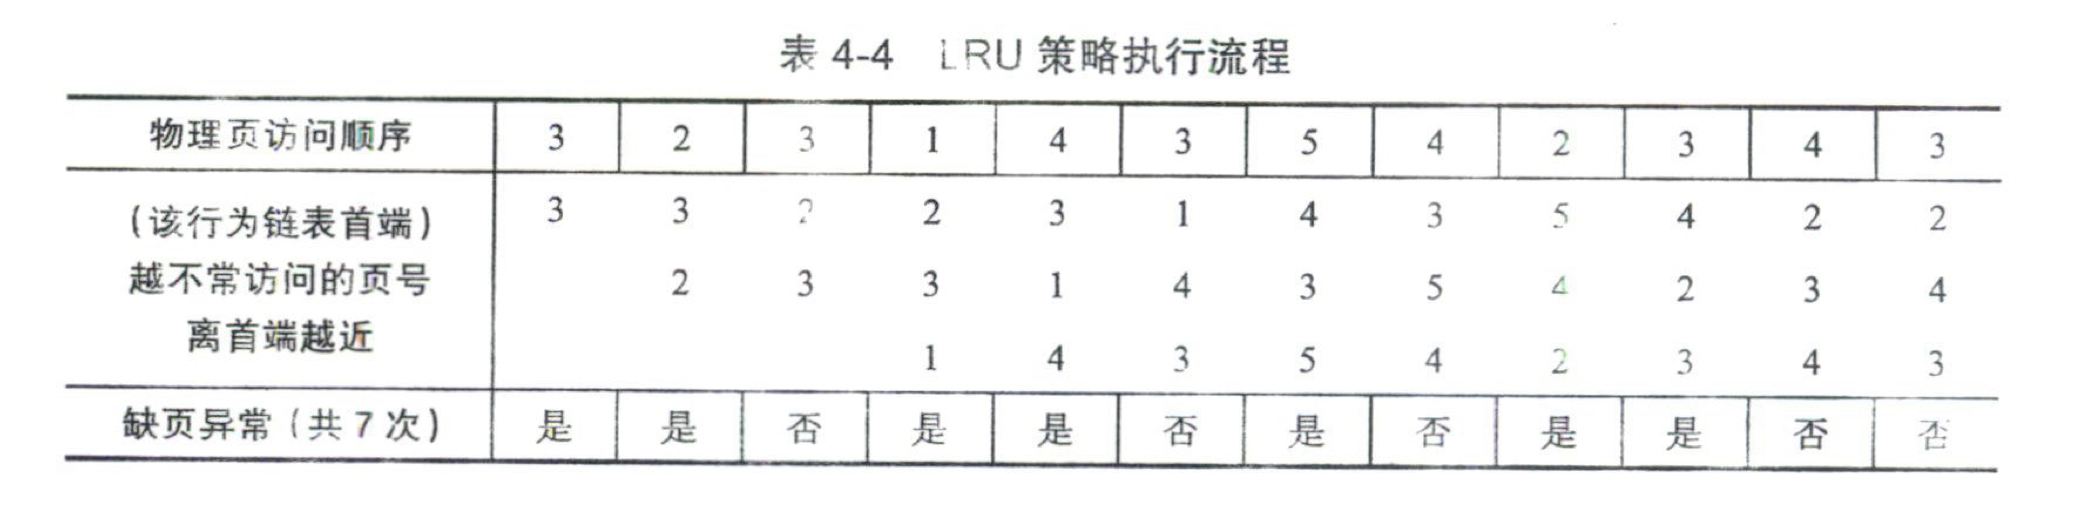 表 4-4 LRU 策略执行流程
物理页访问顺序 3 2 3 1 4 3 5 4 2 3 4 3
(该行为链表首端) 3 3 2 2 3 1 4 3 5 4 2 2
越不常访问的页号 2 3 3 1 4 3 5 4 2 3 4
离首端越近 1 4 3 5 4 2 3 4 3
缺页异常(共 7 次) 是 是 否 是 是 否 是 否 是 是 否 否